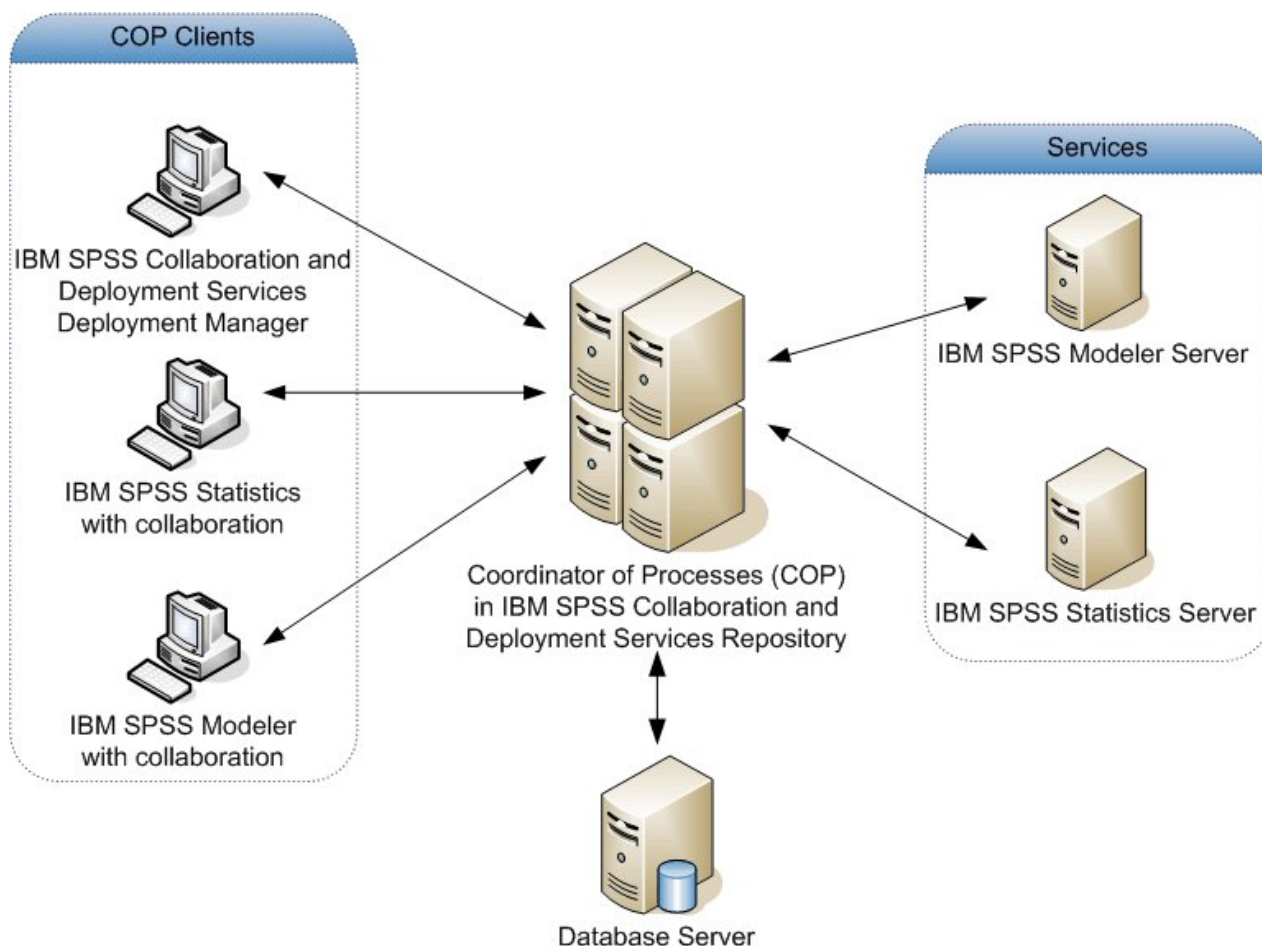 COP Clients
IBM SPSS Collaboration and
Deployment Services
Deployment Manager
IBM SPSS Statistics
with collaboration
IBM SPSS Modeler
with collaboration
Coordinator of Processes (COP)
in IBM SPSS Collaboration and
Deployment Services Repository
Database Server
Services
IBM SPSS Modeler Server
IBM SPSS Statistics Server